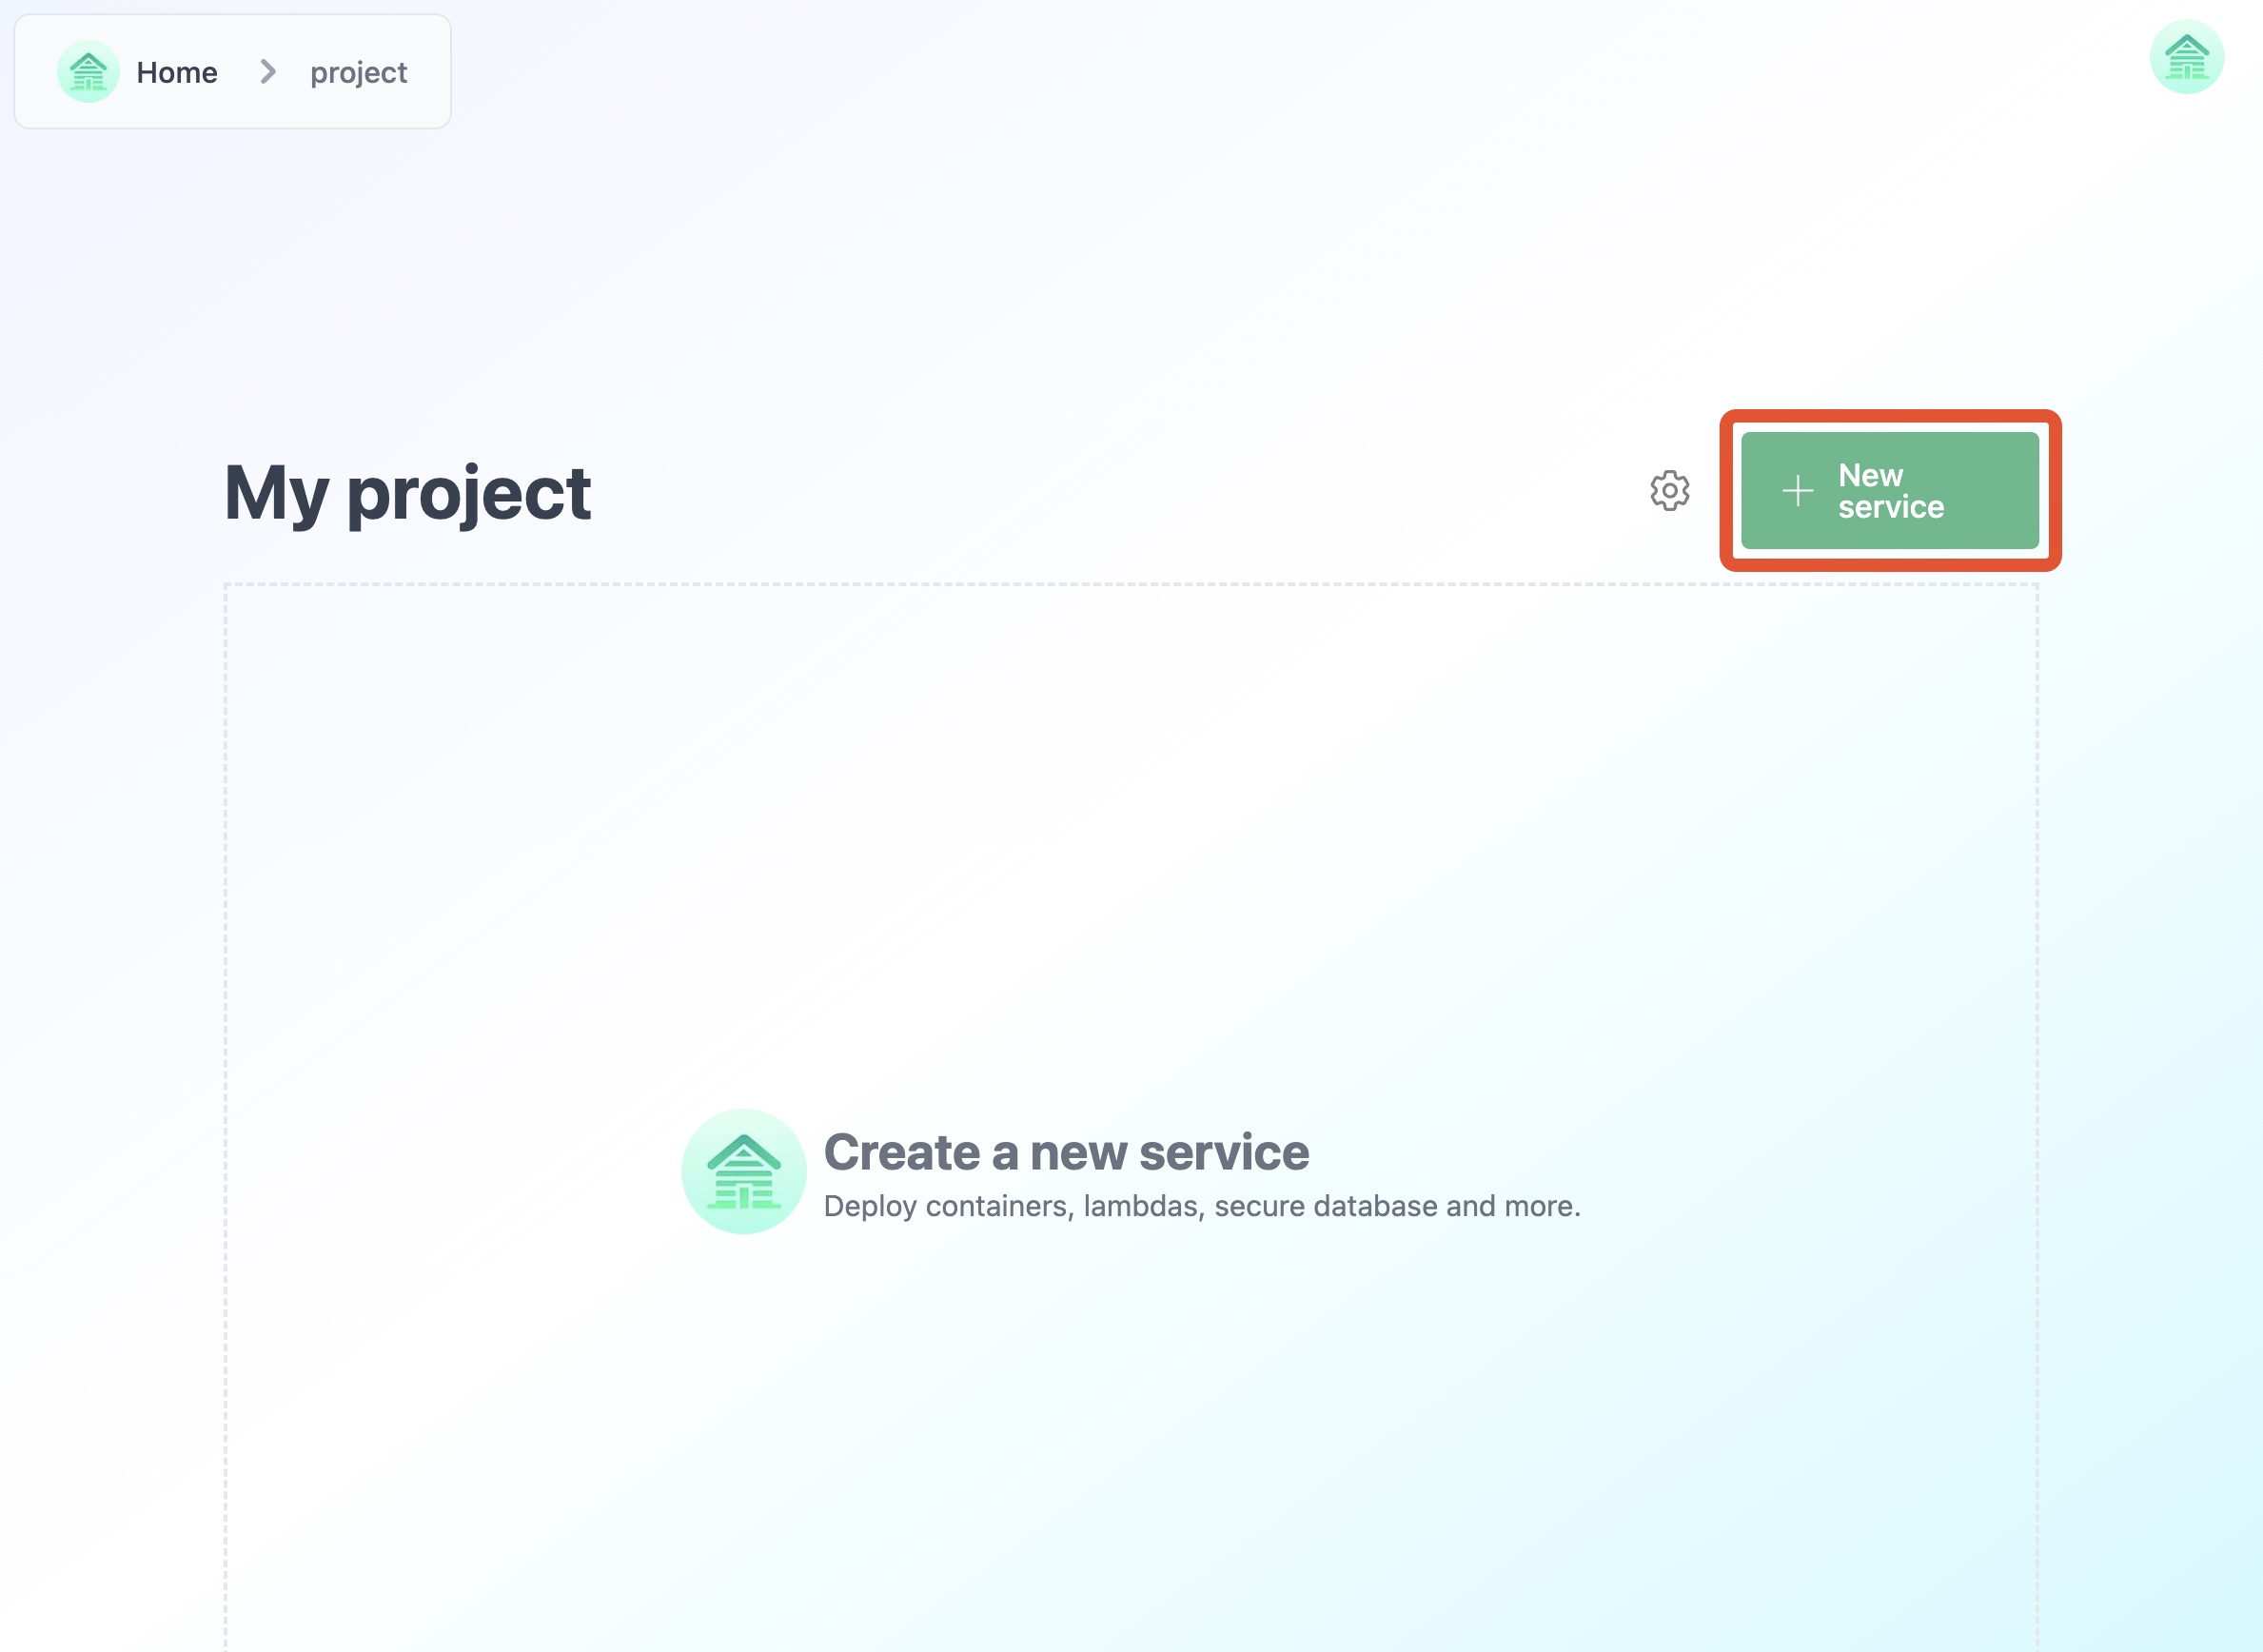 Home
project
My project
New
service
Create a new service
Deploy containers, lambdas, secure database and more.